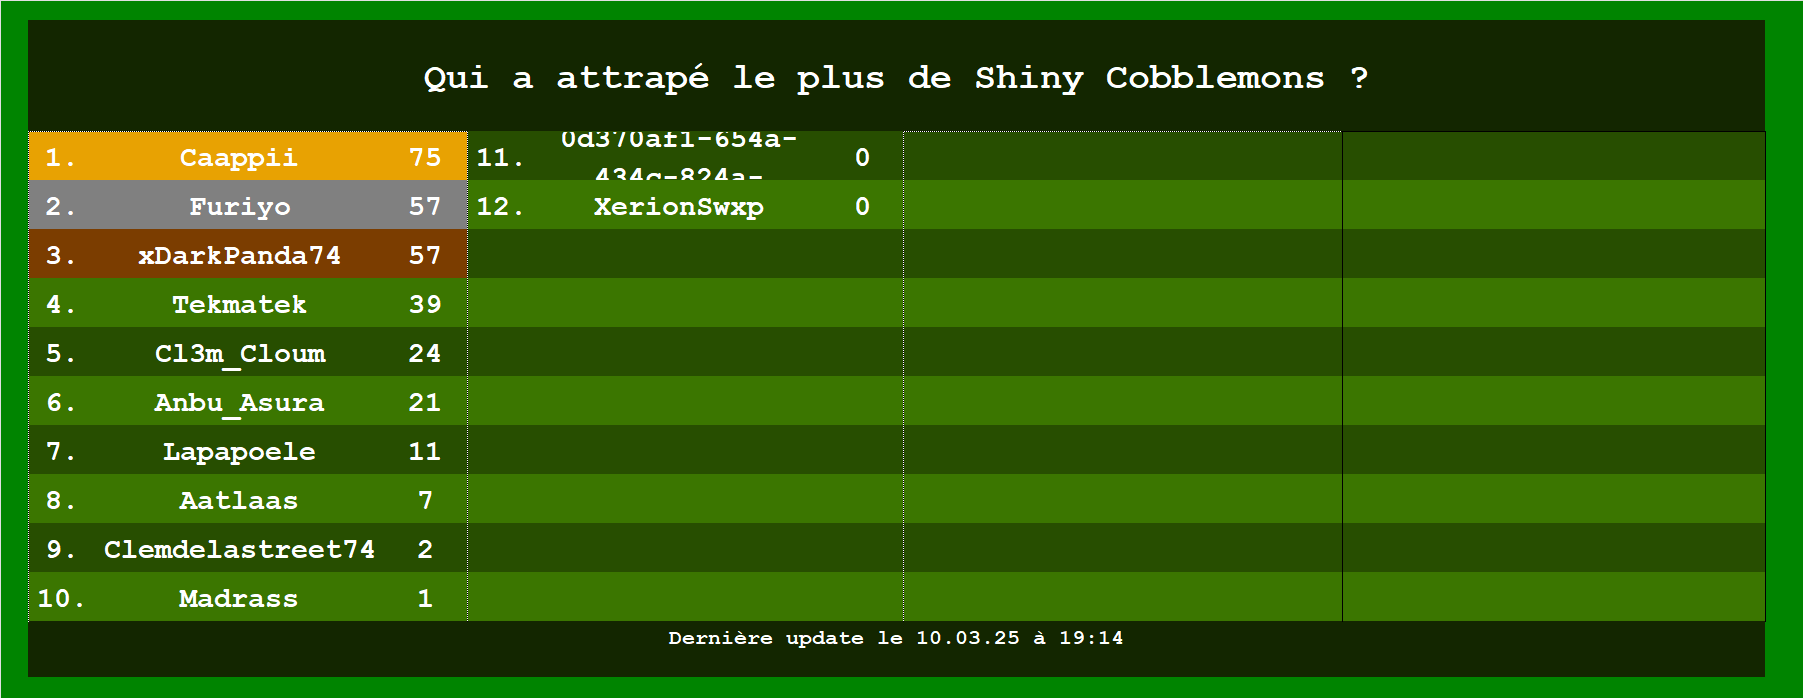 Qui a attrapé le plus de Shiny Cobblemons ?
1. Caappii 75
2. Furiyo 57
3. xDarkPanda74 57
4. Tekmatek 39
5. Cl3m_Cloum 24
6. Anbu_Asura 21
7. Lapapoele 11
8. Aatlaas 7
9. Clemdelastreet74 2
10. Madrass 1
0d370af1-654a-
11. 0
434c-824a-
12. XerionSwxp 0
Dernière update le 10.03.25 à 19:14